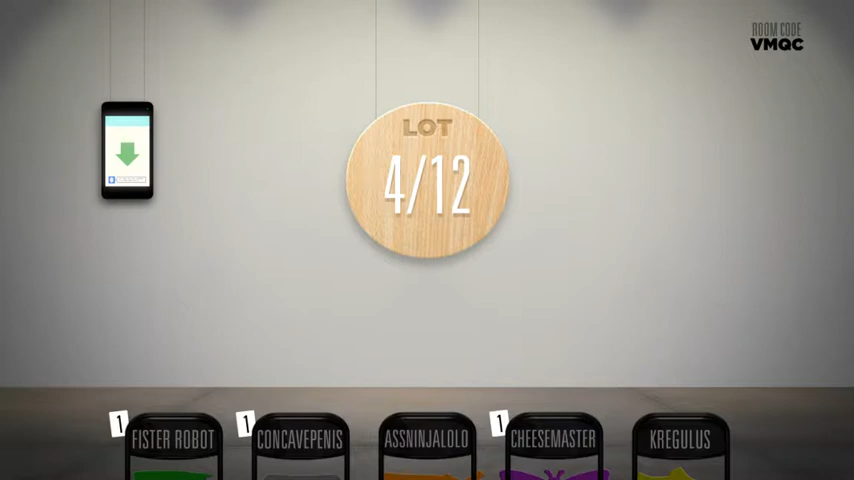 ROOM CODE
VMQC
LOT
4/12
1
FISTER ROBOT
1
CONCAVEPENIS
ASSNINJALOLO
1
CHEESEMASTER
KREGULUS